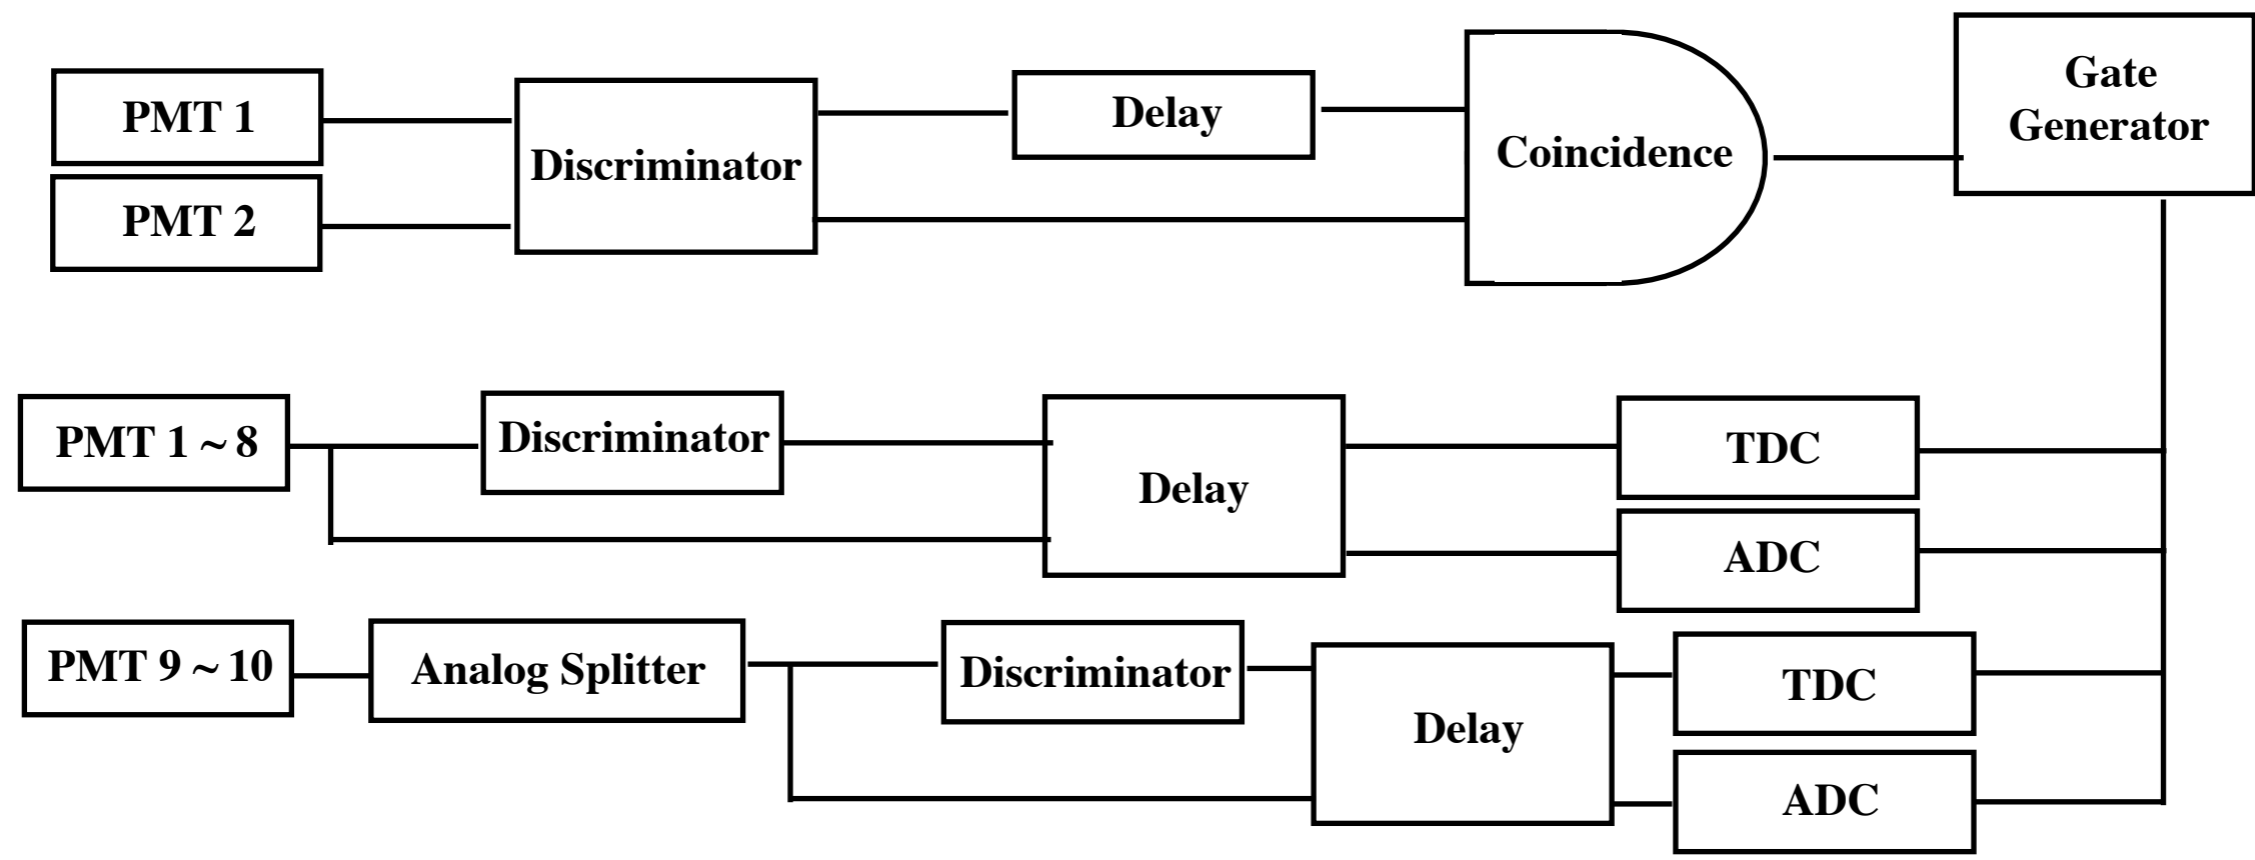 PMT 1
PMT 2
Discriminator
Delay
Coincidence
Gate
Generator
PMT 1 ~ 8
Discriminator
Delay
TDC
ADC
PMT 9 ~ 10
Analog Splitter
Discriminator
Delay
TDC
ADC